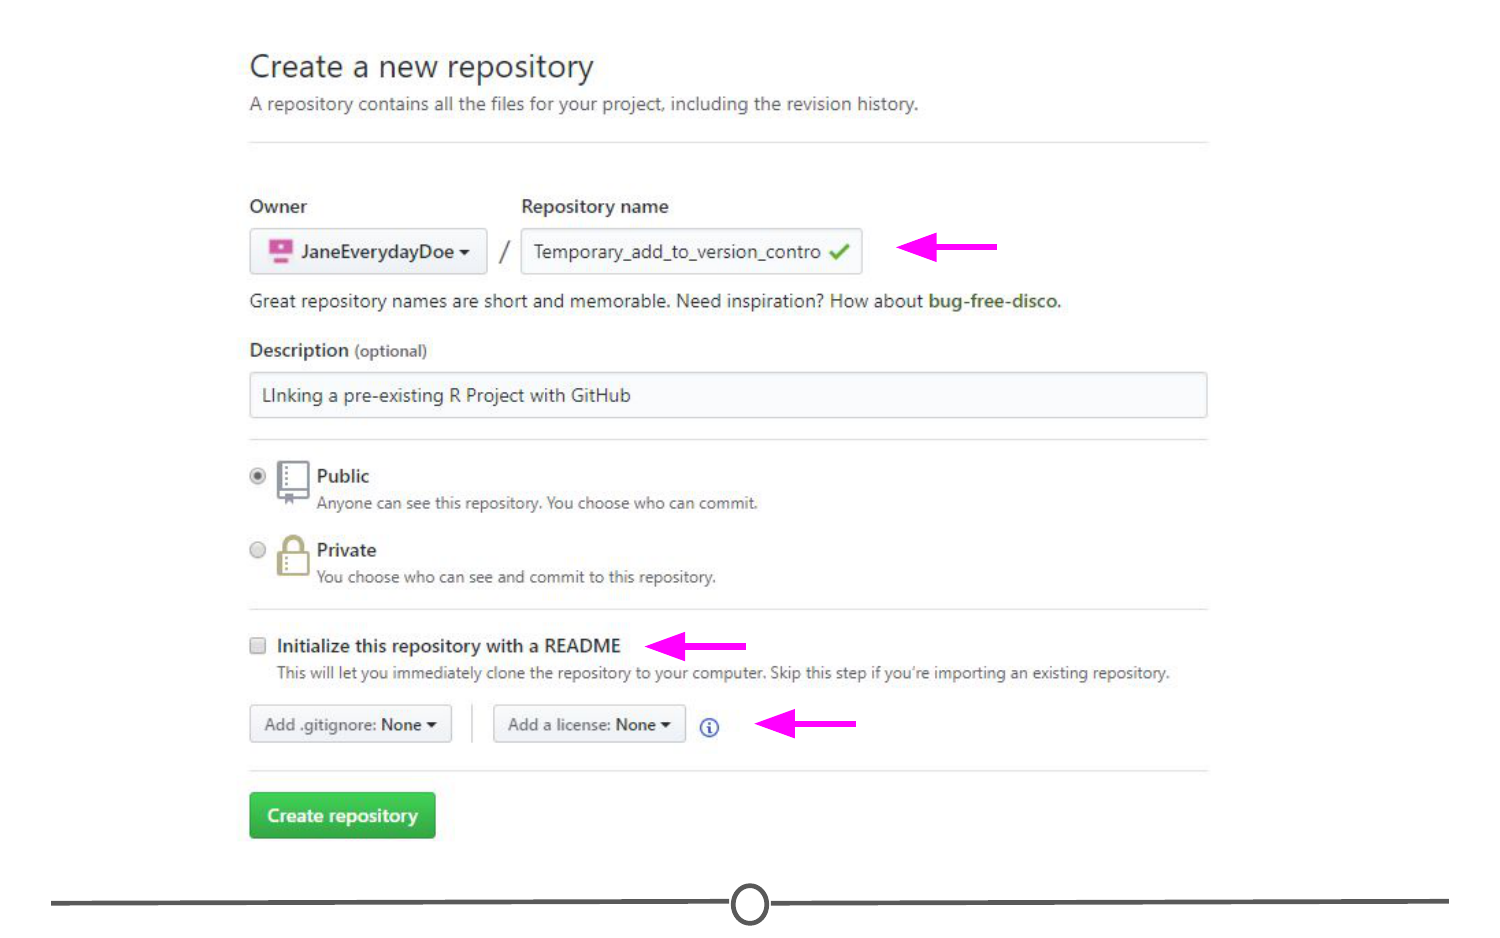 Create a new repository
A repository contains all the files for your project, including the revision history.
Owner
Repository name
JaneEverydayDoe / Temporary_add_to_version_contro
Great repository names are short and memorable. Need inspiration? How about bug-free-disco.
Description (optional)
LInking a pre-existing R Project with GitHub
Public
Anyone can see this repository. You choose who can commit.
Private
You choose who can see and commit to this repository.
Initialize this repository with a README
This will let you immediately clone the repository to your computer. Skip this step if you're importing an existing repository.
Add .gitignore: None
Add a license: None
Create repository